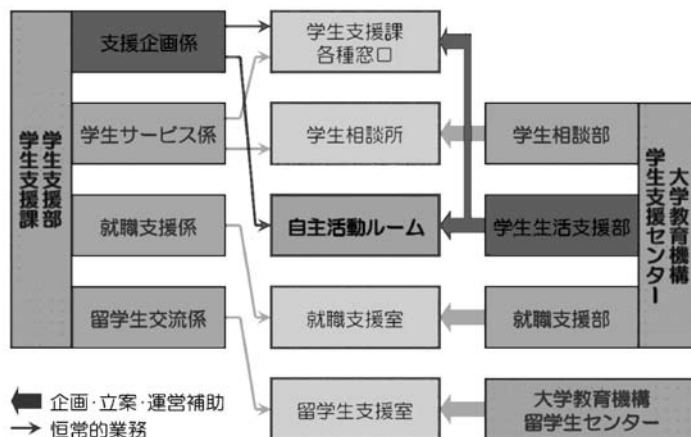 学生支援部
学生支援課
支援企画係
学生サービス係
就職支援係
留学生交流係
学生支援課
各種窓口
学生相談所
自主活動ルーム
就職支援室
留学生支援室
学生相談部
学生生活支援部
就職支援部
大学教育機構
学生支援センター
大学教育機構
留学生センター
企画・立案・運営補助
恒常的業務